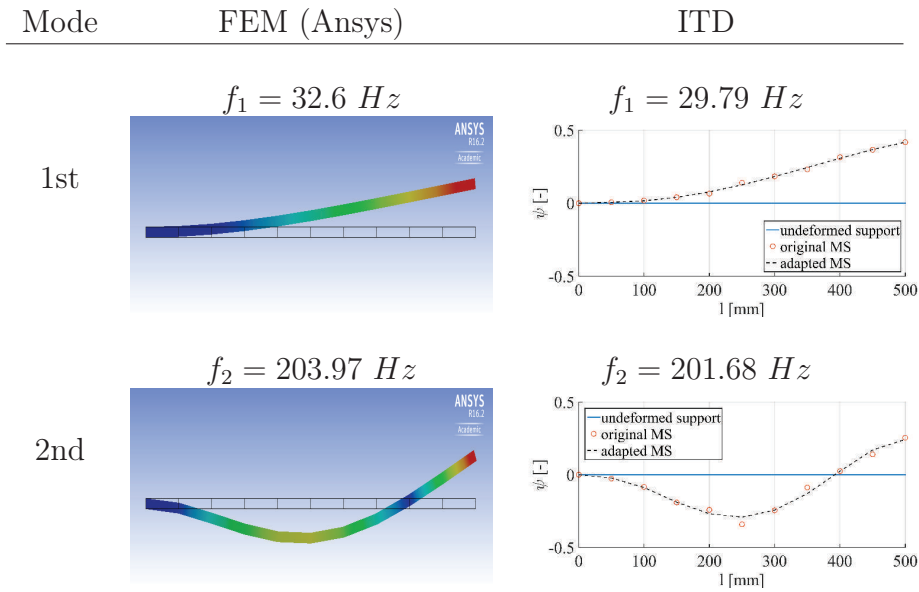 Mode FEM (Ansys) ITD
f₁ = 32.6 Hz f₁ = 29.79 Hz
1st
ANSYS
R16.2
Academic
0.5
0
-0.5
ψ [-]
undeformed support
original MS
adapted MS
0 100 200 300 400 500
l [mm]
f₂ = 203.97 Hz f₂ = 201.68 Hz
2nd
ANSYS
R16.2
Academic
0.5
0
-0.5
ψ [-]
undeformed support
original MS
adapted MS
0 100 200 300 400 500
l [mm]